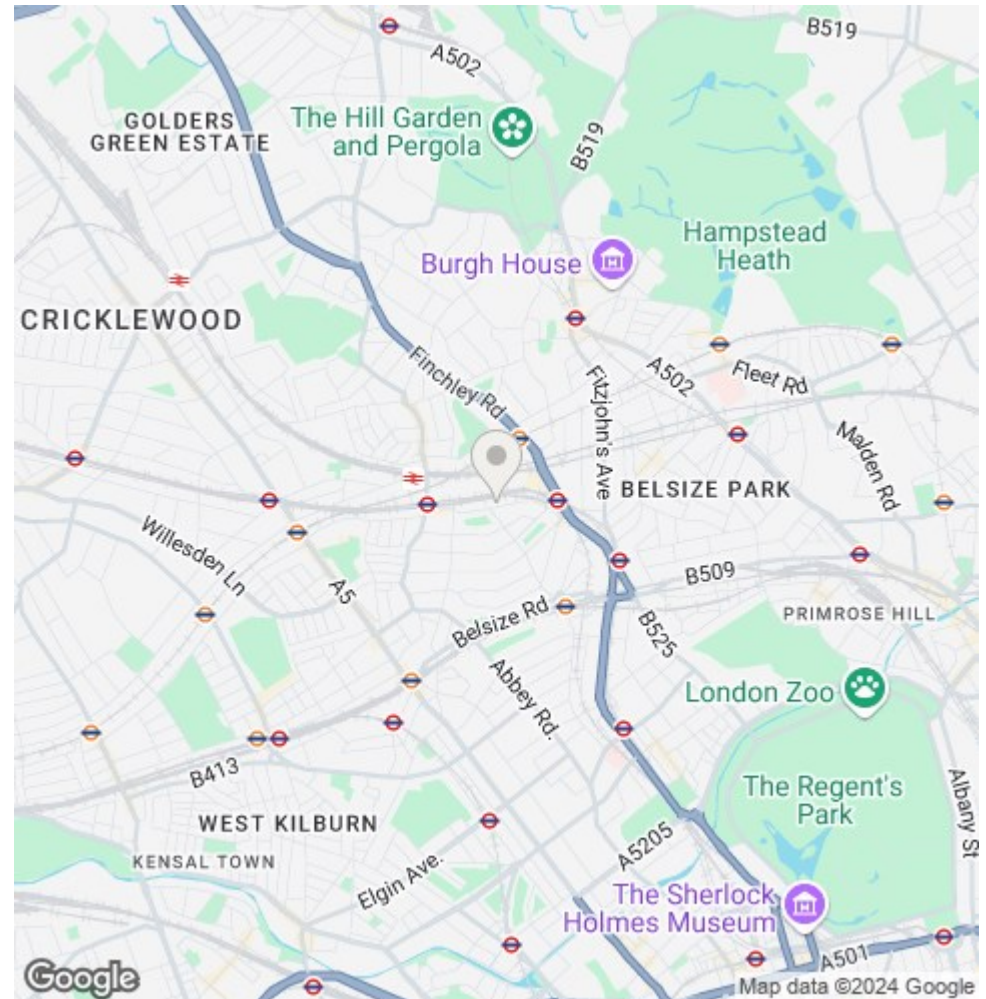 B519
A502
GOLDERS
GREEN ESTATE
The Hill Garden
and Pergola
B519
Hampstead
Heath
Burgh House
CRICKLEWOOD
Finchley Rd
Fitzjohn's Ave
A502
Fleet Rd
Malden Rd
BELSIZE PARK
Willesden Ln
A5
B509
Belsize Rd
B525
PRIMROSE HILL
Abbey Rd.
London Zoo
B413
The Regent's
Park
Albany St
WEST KILBURN
KENSAL TOWN
Elgin Ave.
A5205
The Sherlock
Holmes Museum
A501
Google
Map data ©2024 Google